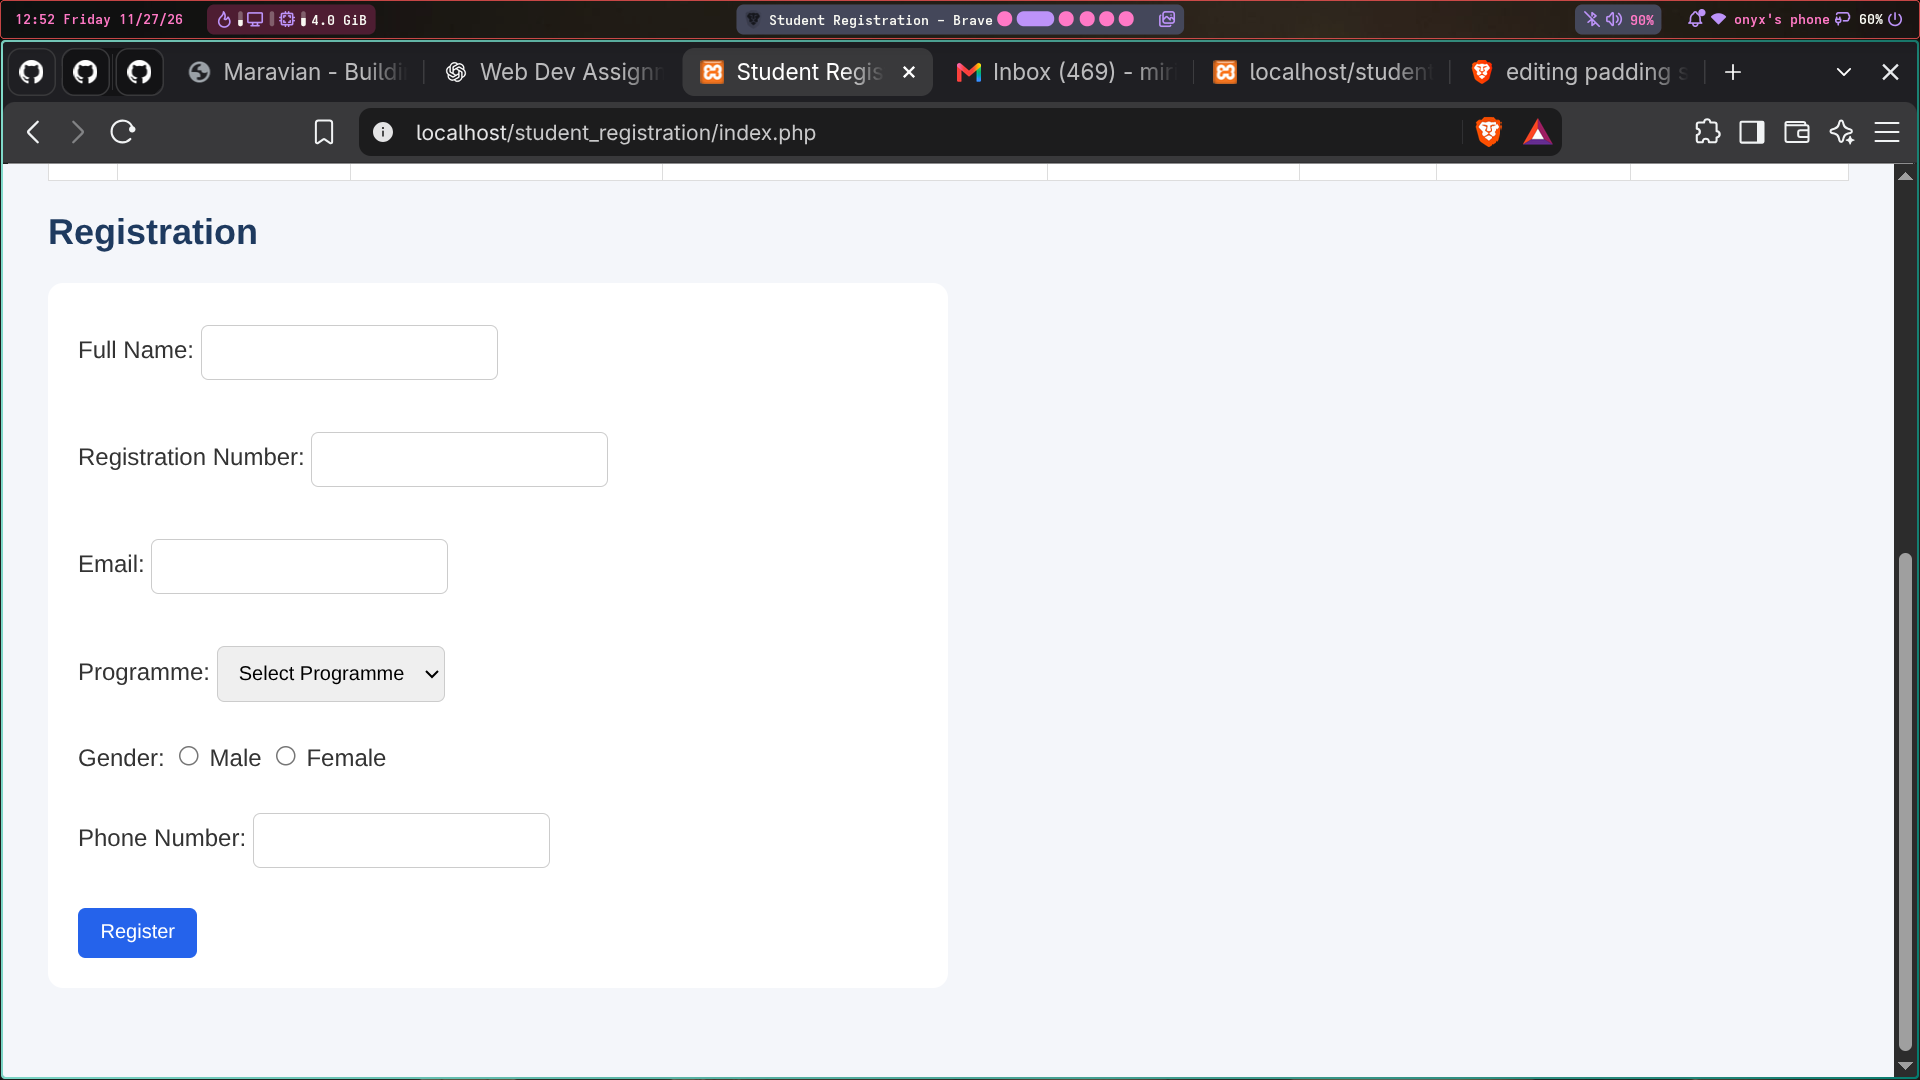 12:52 Friday 11/27/26
4.0 GiB
Student Registration - Brave
90%
onyx's phone
60%
Maravian - Buildi
Web Dev Assign
Student Regis
Inbox (469) - mir
localhost/student
editing padding s
localhost/student_registration/index.php
Registration
Full Name:
Registration Number:
Email:
Programme: Select Programme
Gender: Male Female
Phone Number:
Register